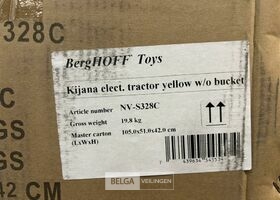 S328C
BergHOFF Toys
Kijana elect. tractor yellow w/o bucket
Article number NV-S328C
Gross weight 19.8 kg
Master carton 105.0x51.0x42.0 cm
(LxWxH)
GS
GS
42 CM
BELGA VEILINGEN